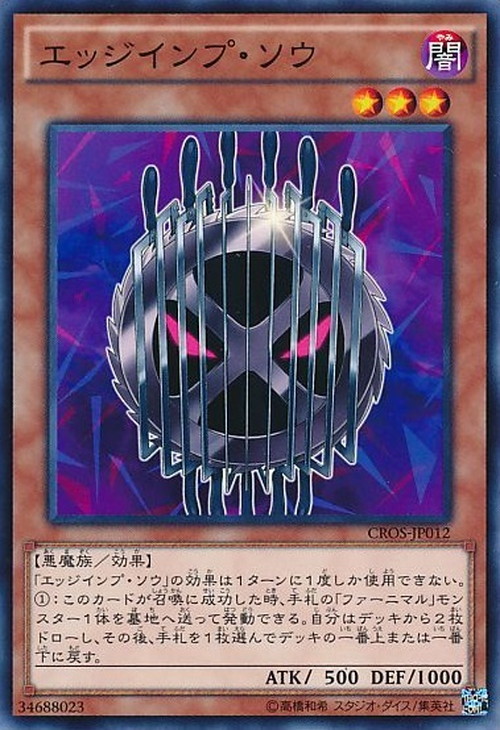 エッジインプ・ソウ
闇
CROS-JP012
【悪魔族/効果】
「エッジインプ・ソウ」の効果は1ターンに1度しか使用できない。
①:このカードが召喚に成功した時、手札の「ファーニマル」モン
スター1体を墓地へ送って発動できる。自分はデッキから2枚
ドローし、その後、手札を1枚選んでデッキの一番上または一番
下に戻す。
ATK/ 500 DEF/1000
34688023
©高橋和希 スタジオ・ダイス/集英社